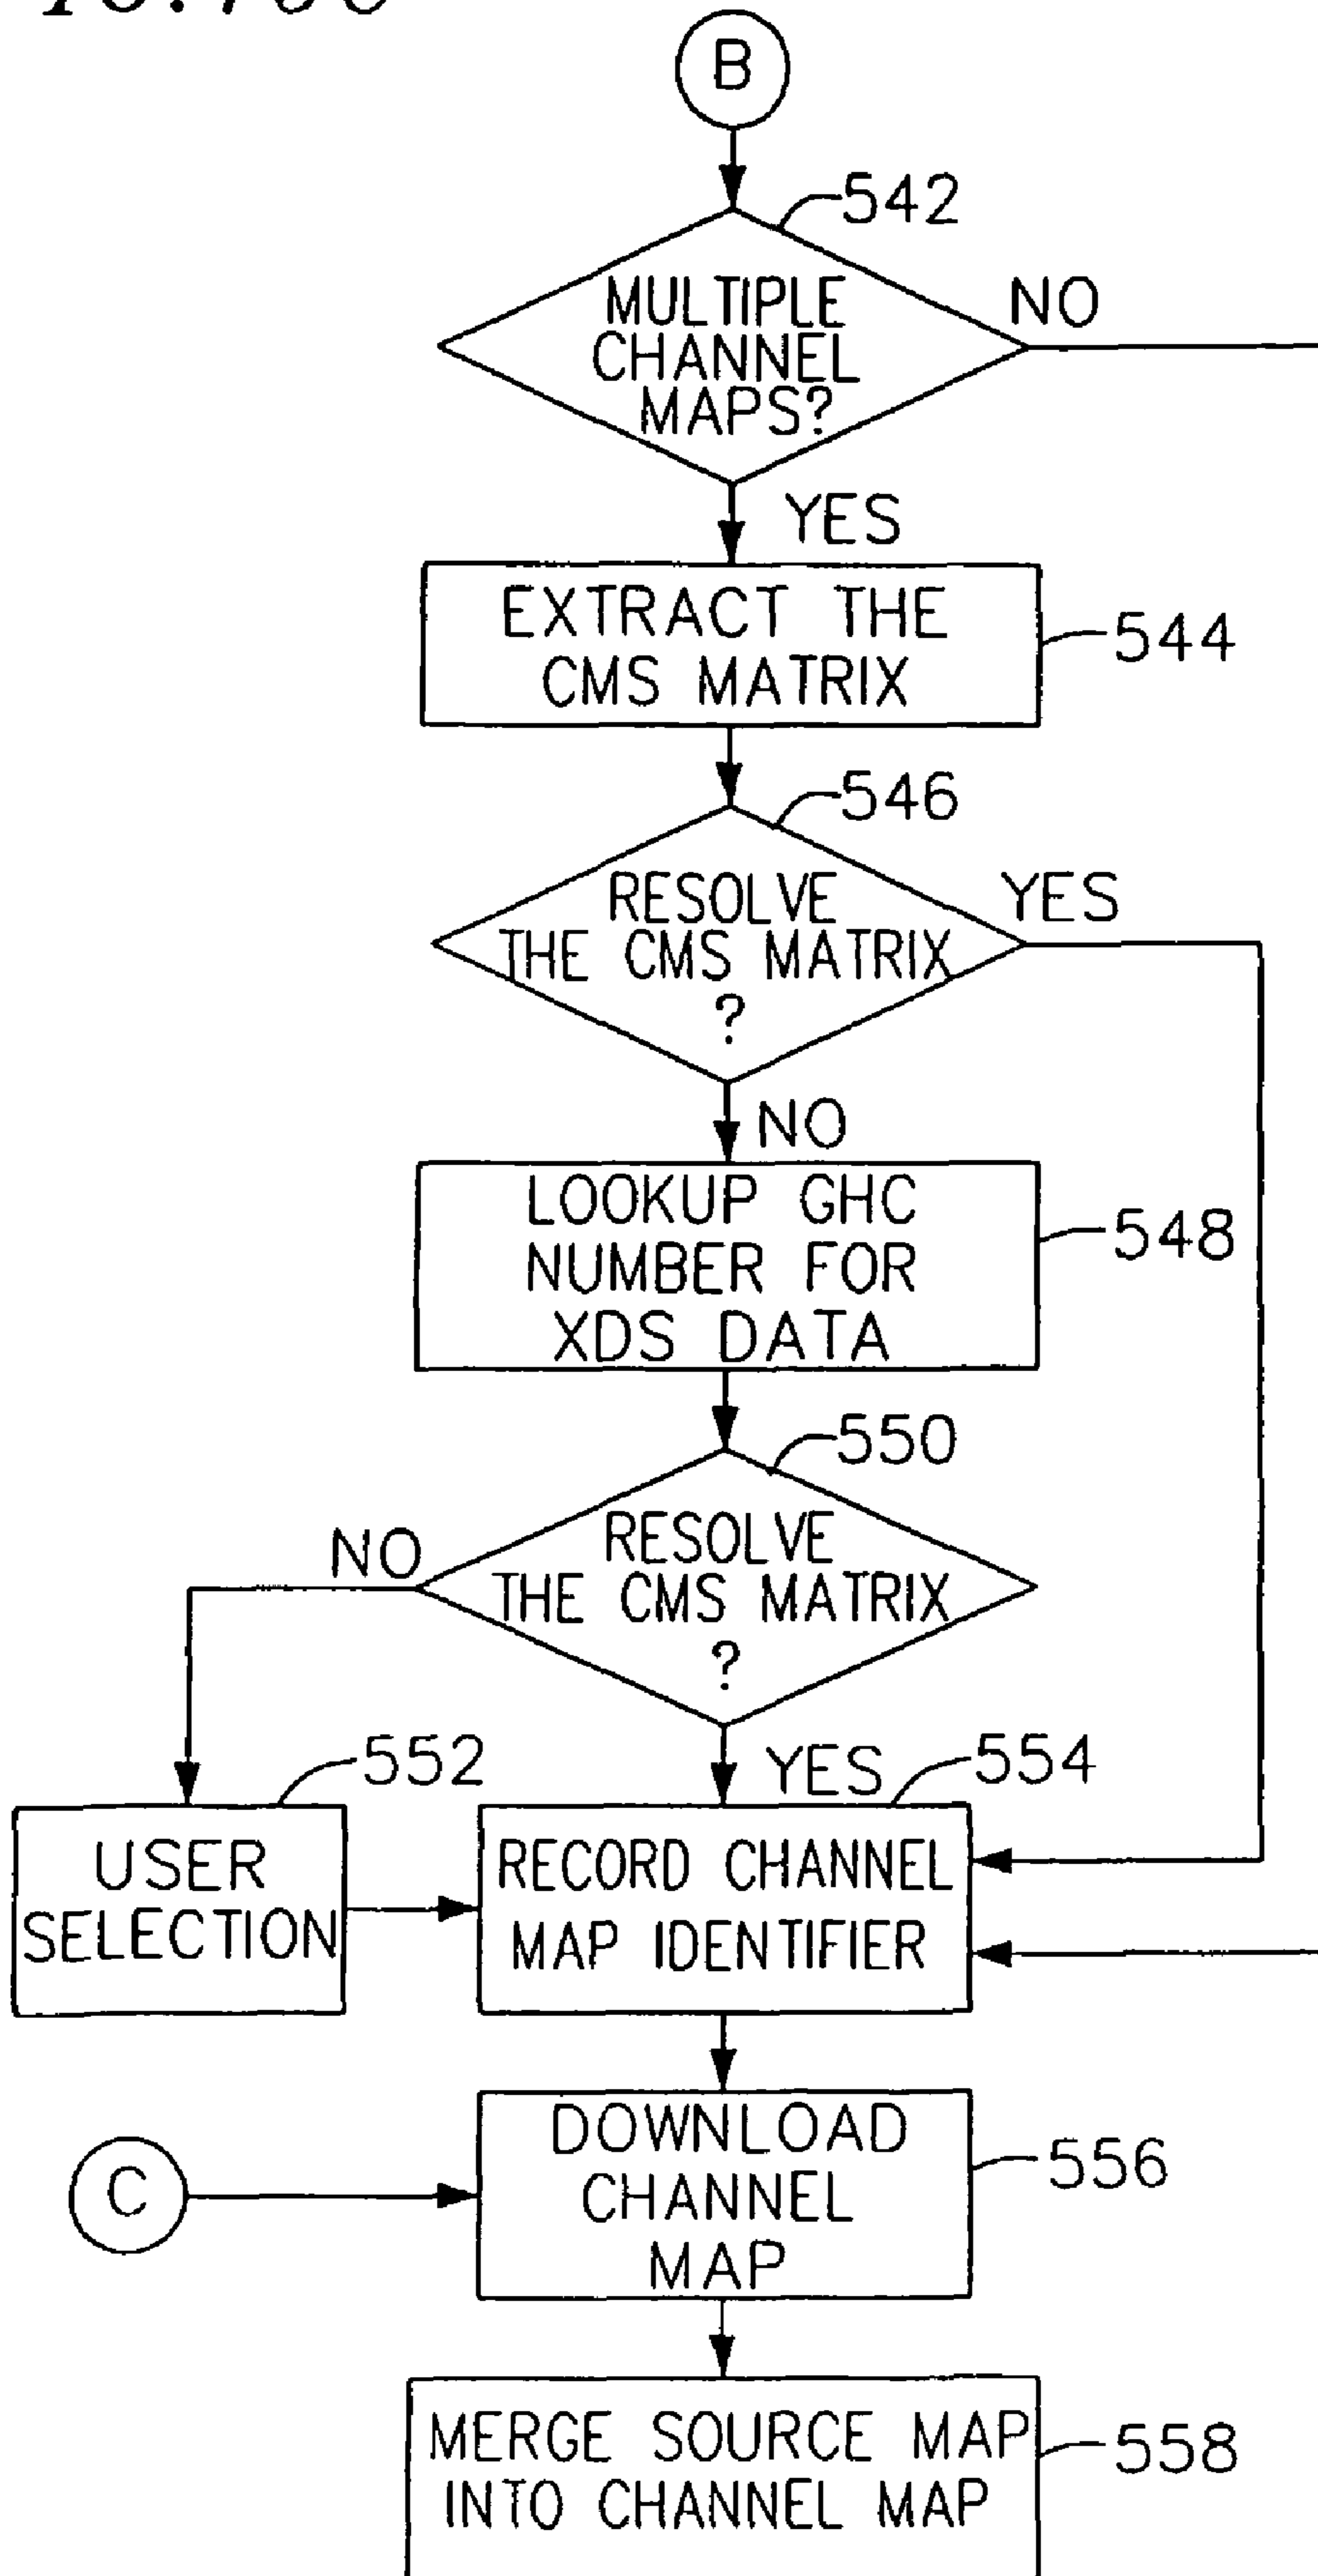 B
542
MULTIPLE
CHANNEL
MAPS?
NO
YES
EXTRACT THE
CMS MATRIX
544
546
RESOLVE
THE CMS MATRIX
?
YES
NO
LOOKUP GHC
NUMBER FOR
XDS DATA
548
550
RESOLVE
THE CMS MATRIX
?
NO
YES
552
USER
SELECTION
554
RECORD CHANNEL
MAP IDENTIFIER
C
DOWNLOAD
CHANNEL
MAP
556
MERGE SOURCE MAP
INTO CHANNEL MAP
558